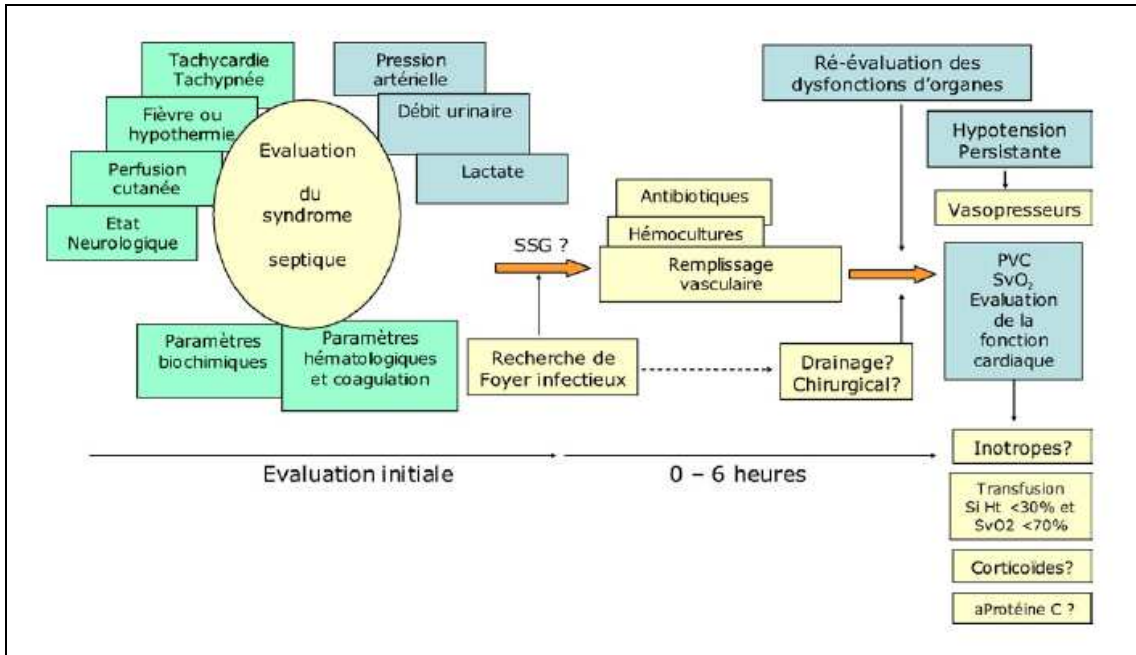 Tachycardie
Tachypnée
Fièvre ou
hypothermie
Perfusion
cutanée
Etat
Neurologique
Evaluation
du
syndrome
septique
Pression
artérielle
Débit urinaire
Lactate
Paramètres
biochimiques
Paramètres
hématologiques
et coagulation
SSG ?
Recherche de
Foyer infectieux
Antibiotiques
Hémocultures
Remplissage
vasculaire
Drainage?
Chirurgical?
Ré-évaluation des
dysfonctions d'organes
Hypotension
Persistante
Vasopresseurs
PVC
SvO₂
Evaluation
de la
fonction
cardiaque
Inotropes?
Transfusion
Si Ht <30% et
SvO2 <70%
Corticoïdes?
aProtéine C ?
Evaluation initiale
0 – 6 heures